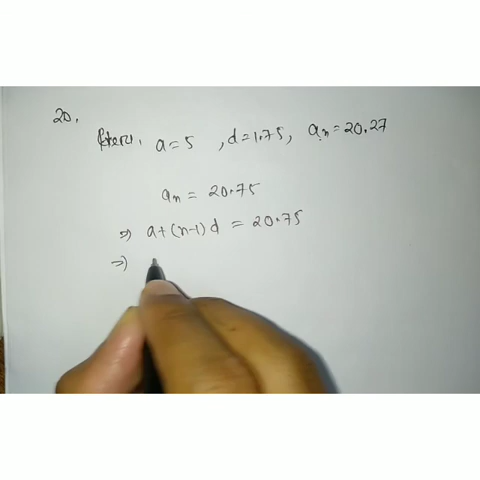 20.
Here, a = 5 , d = 1.75, an = 20.27
an = 20.75
⇒ a + (n-1) d = 20.75
⇒